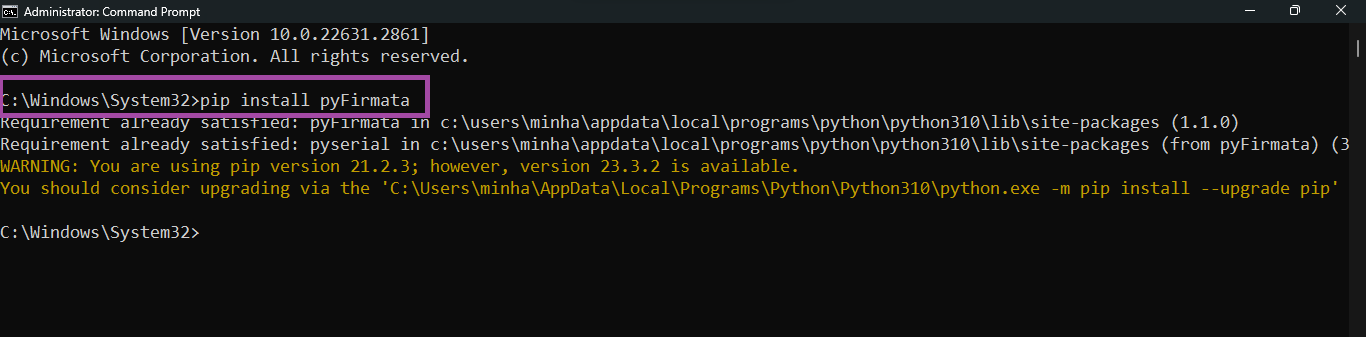 Administrator: Command Prompt
Microsoft Windows [Version 10.0.22631.2861]
(c) Microsoft Corporation. All rights reserved.
C:\Windows\System32>pip install pyFirmata
Requirement already satisfied: pyFirmata in c:\users\minha\appdata\local\programs\python\python310\lib\site-packages (1.1.0)
Requirement already satisfied: pyserial in c:\users\minha\appdata\local\programs\python\python310\lib\site-packages (from pyFirmata) (3
WARNING: You are using pip version 21.2.3; however, version 23.3.2 is available.
You should consider upgrading via the 'C:\Users\minha\AppData\Local\Programs\Python\Python310\python.exe -m pip install --upgrade pip'
C:\Windows\System32>